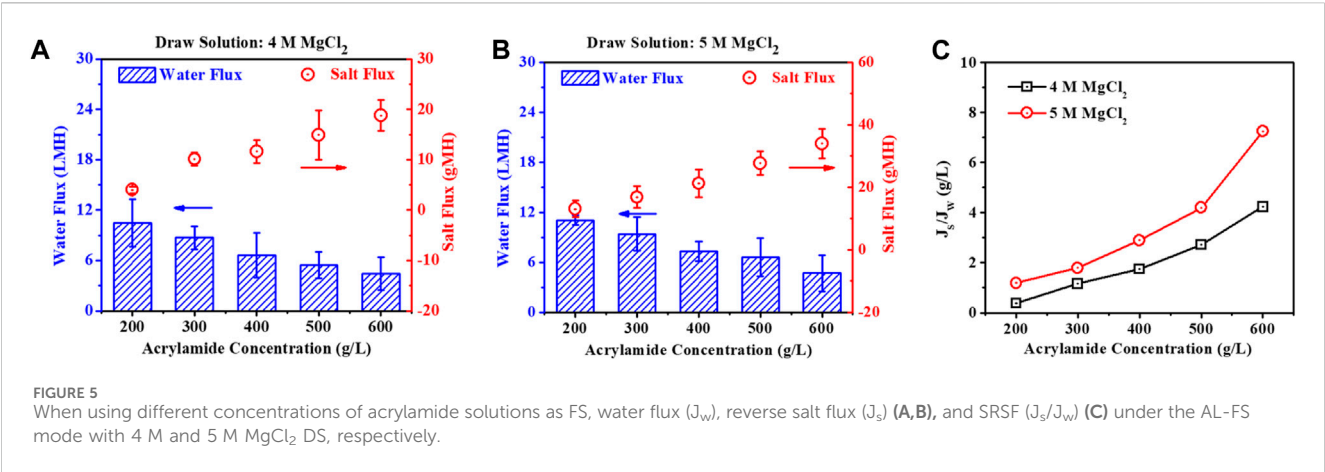 A
Draw Solution: 4 M MgCl₂
Water Flux
Salt Flux
Water Flux (LMH)
30
24
18
12
6
0
Salt Flux (gMH)
30
20
10
0
-10
-20
200 300 400 500 600
Acrylamide Concentration (g/L)
B
Draw Solution: 5 M MgCl₂
Water Flux
Salt Flux
Water Flux (LMH)
30
24
18
12
6
0
Salt Flux (gMH)
60
40
20
0
-20
200 300 400 500 600
Acrylamide Concentration (g/L)
C
4 M MgCl₂
5 M MgCl₂
Jₛ/J_w (g/L)
10
8
6
4
2
0
200 300 400 500 600
Acrylamide Concentration (g/L)
FIGURE 5
When using different concentrations of acrylamide solutions as FS, water flux (J_w), reverse salt flux (Jₛ) (A,B), and SRSF (Jₛ/J_w) (C) under the AL-FS
mode with 4 M and 5 M MgCl₂ DS, respectively.